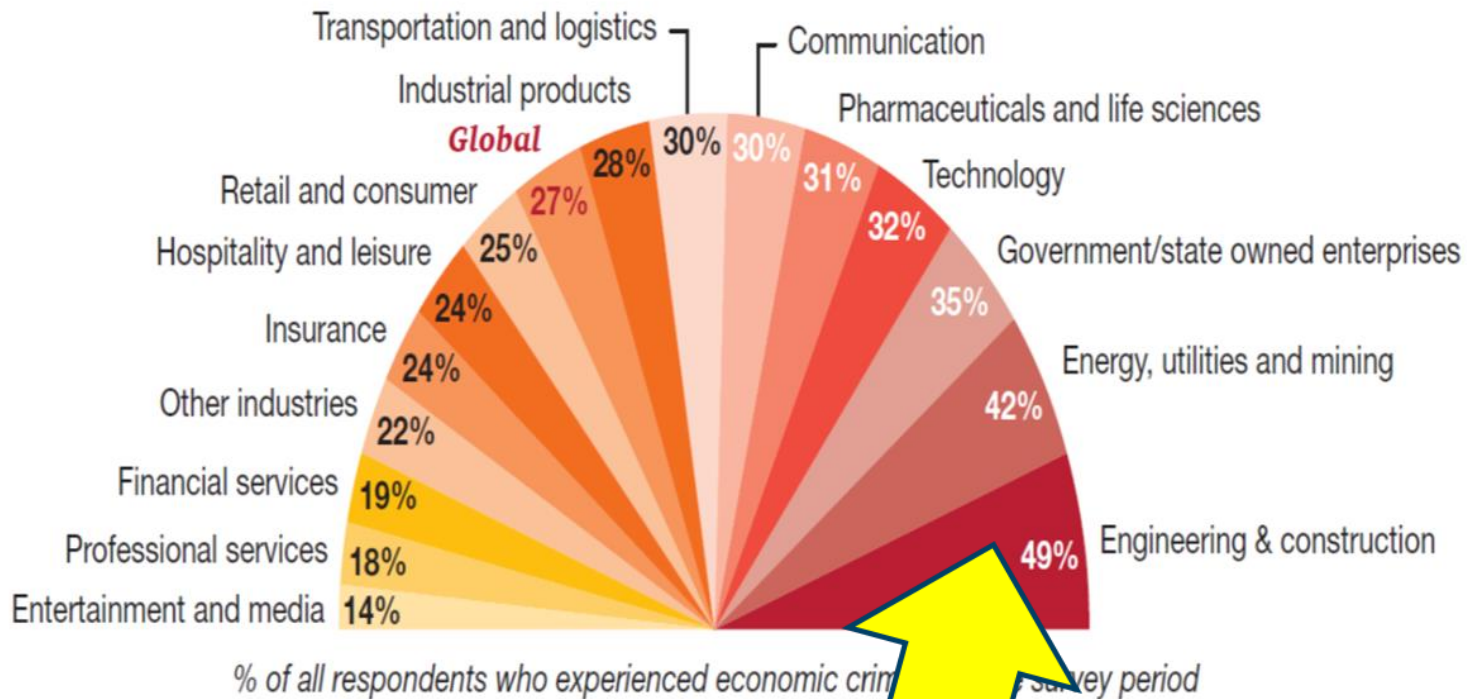 Transportation and logistics
Communication
Industrial products
Pharmaceuticals and life sciences
Global
Technology
Retail and consumer
Government/state owned enterprises
Hospitality and leisure
Energy, utilities and mining
Insurance
Other industries
Financial services
Engineering & construction
Professional services
Entertainment and media
30%
30%
28%
31%
27%
32%
25%
35%
24%
42%
24%
22%
19%
49%
18%
14%
% of all respondents who experienced economic survey period